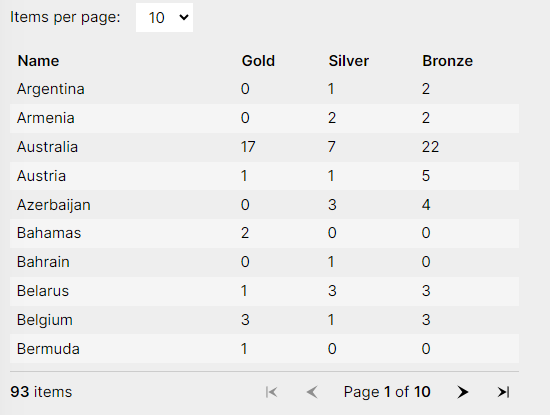 Items per page: 10
Name Gold Silver Bronze
Argentina 0 1 2
Armenia 0 2 2
Australia 17 7 22
Austria 1 1 5
Azerbaijan 0 3 4
Bahamas 2 0 0
Bahrain 0 1 0
Belarus 1 3 3
Belgium 3 1 3
Bermuda 1 0 0
93 items Page 1 of 10